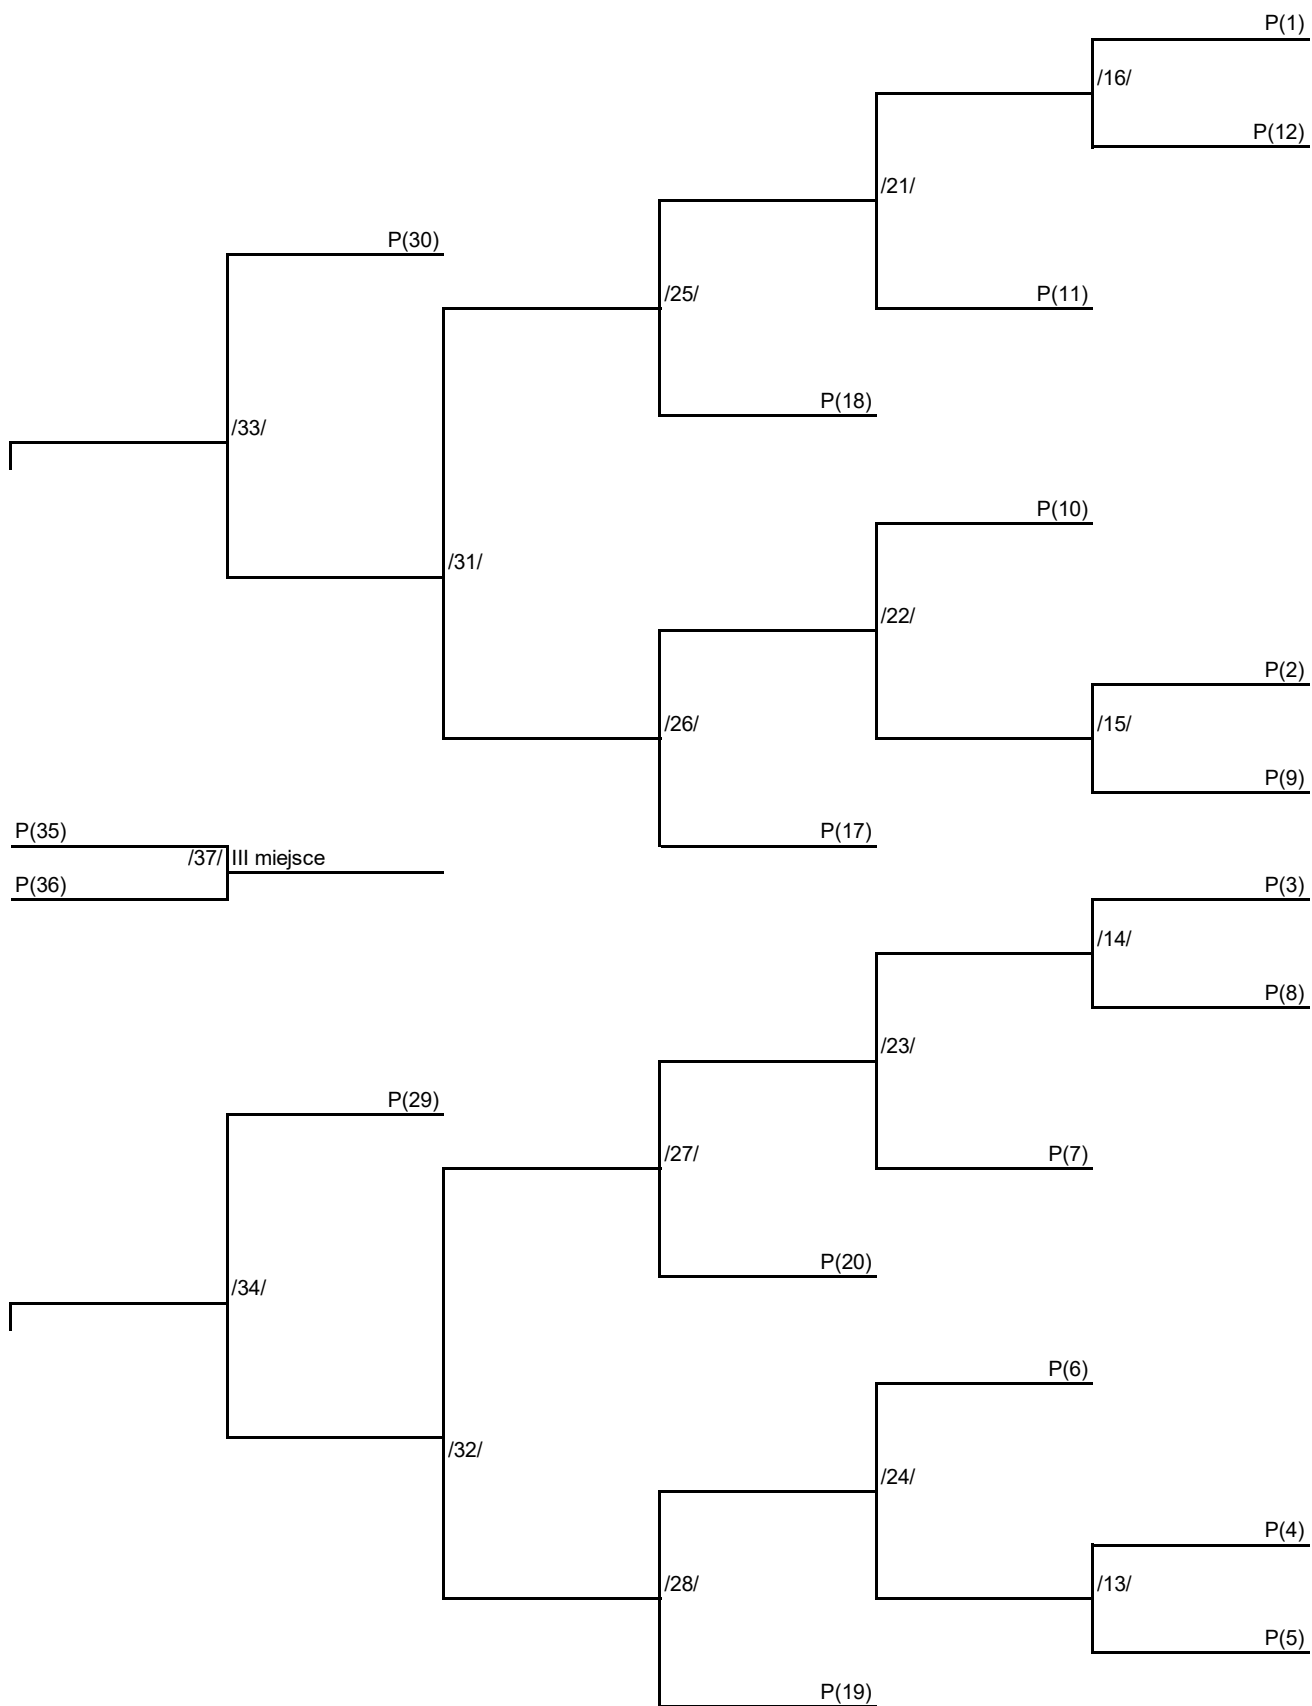 P(1)
/16/
P(12)
/21/
P(30)
/25/
P(11)
P(18)
/33/
P(10)
/31/
/22/
P(2)
/26/
/15/
P(9)
P(35)
P(17)
/37/ III miejsce
P(36)
P(3)
/14/
P(8)
/23/
P(29)
/27/
P(7)
P(20)
/34/
P(6)
/32/
/24/
P(4)
/28/
/13/
P(5)
P(19)